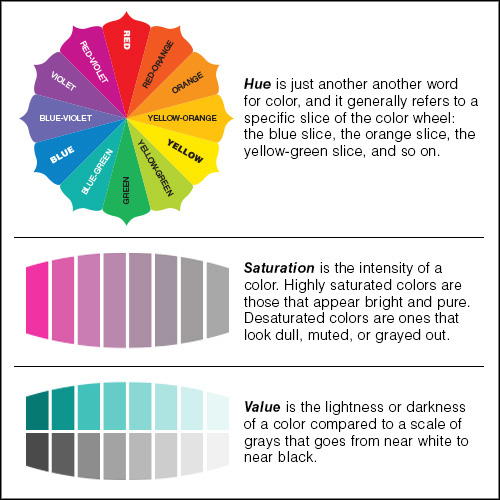 RED
RED-ORANGE
ORANGE
YELLOW-ORANGE
YELLOW
YELLOW-GREEN
GREEN
BLUE-GREEN
BLUE
BLUE-VIOLET
VIOLET
RED-VIOLET
Hue is just another another word
for color, and it generally refers to a
specific slice of the color wheel:
the blue slice, the orange slice, the
yellow-green slice, and so on.
Saturation is the intensity of a
color. Highly saturated colors are
those that appear bright and pure.
Desaturated colors are ones that
look dull, muted, or grayed out.
Value is the lightness or darkness
of a color compared to a scale of
grays that goes from near white to
near black.